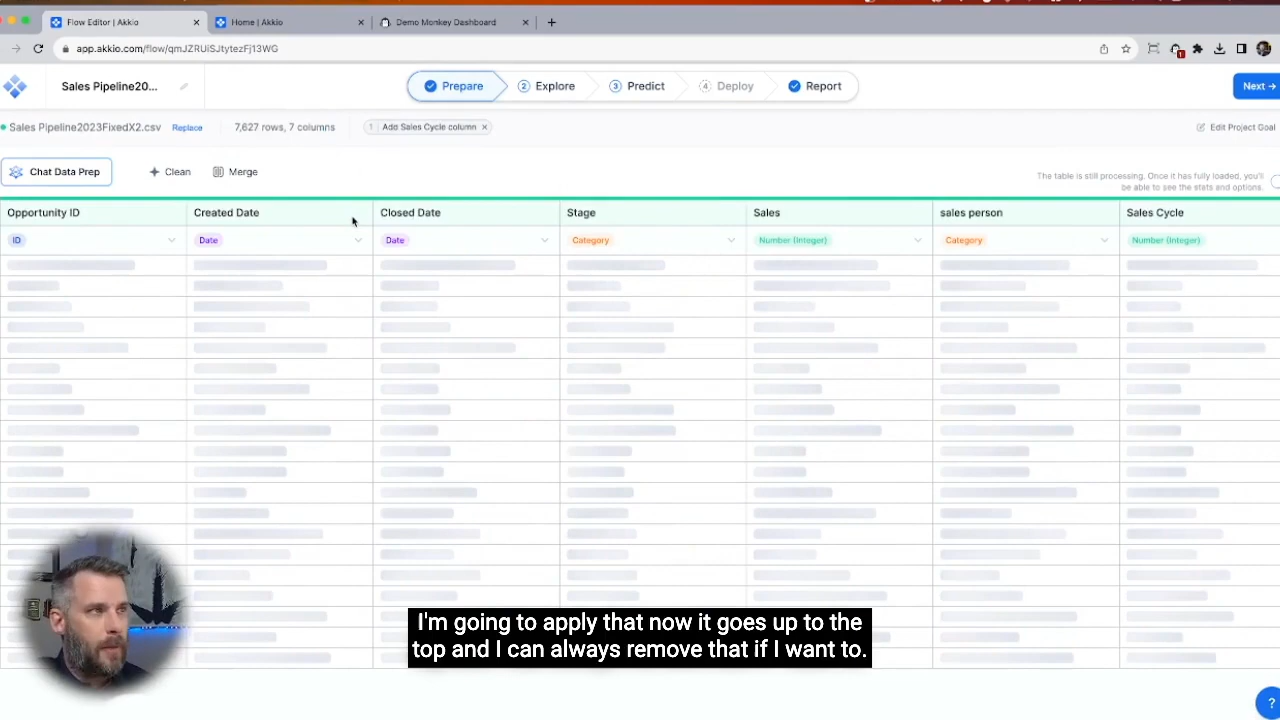 Flow Editor | Akkio
Home | Akkio
Demo Monkey Dashboard
app.akkio.com/flow/qmJZRUiSJtytezFj13WG
Sales Pipeline20...
Prepare
2 Explore
3 Predict
4 Deploy
Report
Next →
Sales Pipeline2023FixedX2.csv
Replace
7,627 rows, 7 columns
1 Add Sales Cycle column ×
Edit Project Goal
Chat Data Prep
Clean
Merge
The table is still processing. Once it has fully loaded, you'll
be able to see the stats and options.
Opportunity ID
Created Date
Closed Date
Stage
Sales
sales person
Sales Cycle
ID
Date
Date
Category
Number (Integer)
Category
Number (Integer)
I'm going to apply that now it goes up to the
top and I can always remove that if I want to.
?